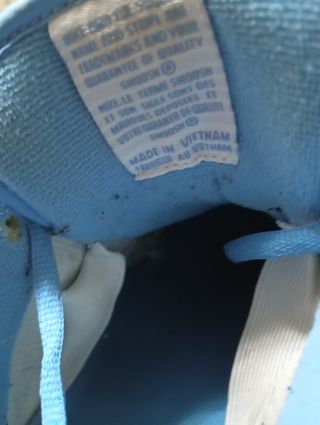 NAME AND STRIPE ARE
TRADEMARKS AND YOUR
GUARANTEE OF QUALITY
SWOOSH®
NIKE, LE TERME SWOOSH
ET SON SIGLE SONT DES
MARQUES DEPOSEES ET
VOTRE GARANTIE DE QUALITE
SWOOSH®
MADE IN VIETNAM
FABRIQUE AU VIETNAM